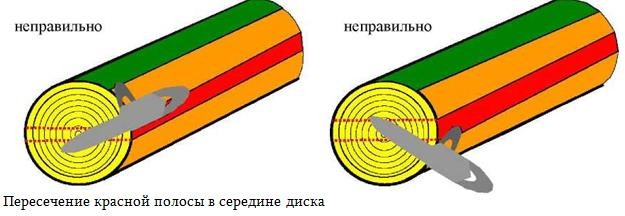 неправильно
неправильно
Пересечение красной полосы в середине диска